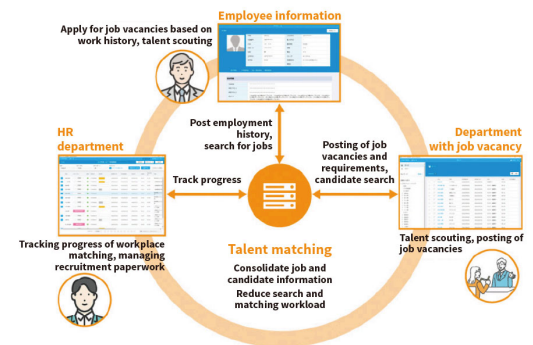 Employee information
Apply for job vacancies based on
work history, talent scouting
Post employment
history,
search for jobs
HR
department
Department
with job vacancy
Posting of job
vacancies and
requirements,
candidate search
Track progress
Tracking progress of workplace
matching, managing
recruitment paperwork
Talent scouting, posting of
job vacancies
Talent matching
Consolidate job and
candidate information
Reduce search and
matching workload